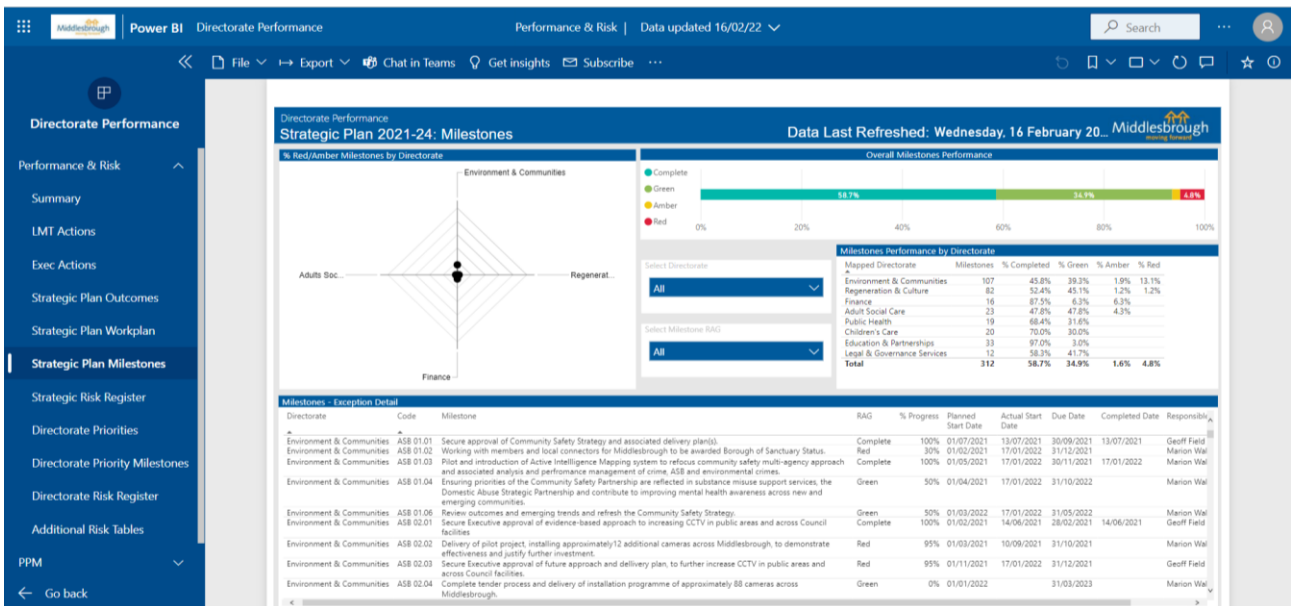 Middlesbrough
moving forward
Power BI Directorate Performance
Performance & Risk | Data updated 16/02/22
Search
File Export Chat in Teams Get insights Subscribe
Directorate Performance
Performance & Risk
Summary
LMT Actions
Exec Actions
Strategic Plan Outcomes
Strategic Plan Workplan
Strategic Plan Milestones
Strategic Risk Register
Directorate Priorities
Directorate Priority Milestones
Directorate Risk Register
Additional Risk Tables
PPM
Go back
Directorate Performance
Strategic Plan 2021-24: Milestones
Data Last Refreshed: Wednesday, 16 February 20...
Middlesbrough
moving forward
% Red/Amber Milestones by Directorate
Environment & Communities
Adults Soc...
Regenerat...
Finance
Overall Milestones Performance
Complete
Green
Amber
Red
58.7% 34.9% 4.8%
0% 20% 40% 60% 80% 100%
Select Directorate
All
Select Milestone RAG
All
Milestones Performance by Directorate
Mapped Directorate Milestones % Completed % Green % Amber % Red
Environment & Communities 107 45.8% 39.3% 1.9% 13.1%
Regeneration & Culture 82 52.4% 45.1% 1.2% 1.2%
Finance 16 87.5% 6.3% 6.3%
Adult Social Care 23 47.8% 47.8% 4.3%
Public Health 19 68.4% 31.6%
Children's Care 20 70.0% 30.0%
Education & Partnerships 33 97.0% 3.0%
Legal & Governance Services 12 58.3% 41.7%
Total 312 58.7% 34.9% 1.6% 4.8%
Milestones - Exception Detail
Directorate Code Milestone RAG % Progress Planned Actual Start Due Date Completed Date Responsible
Start Date Date
Environment & Communities ASB 01.01 Secure approval of Community Safety Strategy and associated delivery plan(s). Complete 100% 01/07/2021 13/07/2021 30/09/2021 13/07/2021 Geoff Field
Environment & Communities ASB 01.02 Working with members and local connectors for Middlesbrough to be awarded Borough of Sanctuary Status. Red 30% 01/02/2021 17/01/2022 31/12/2021 Marion Wal
Environment & Communities ASB 01.03 Pilot and introduction of Active Intellligence Mapping system to refocus community safety multi-agency approach Complete 100% 01/05/2021 17/01/2022 30/11/2021 17/01/2022 Marion Wal
and associated analysis and perfromance management of crime, ASB and environmental crimes.
Environment & Communities ASB 01.04 Ensuring priorities of the Community Safety Partnership are reflected in substance misuse support services, the Green 50% 01/04/2021 17/01/2022 31/10/2022 Marion Wal
Domestic Abuse Strategic Partnership and contribute to improving mental health awareness across new and
emerging communities.
Environment & Communities ASB 01.06 Review outcomes and emerging trends and refresh the Community Safety Strategy. Green 50% 01/03/2022 17/01/2022 31/05/2022 Marion Wal
Environment & Communities ASB 02.01 Secure Executive approval of evidence-based approach to increasing CCTV in public areas and across Council Complete 100% 01/02/2021 14/06/2021 28/02/2021 14/06/2021 Geoff Field
facilities
Environment & Communities ASB 02.02 Delivery of pilot project, installing approximately12 additional cameras across Middlesbrough, to demonstrate Red 95% 01/03/2021 10/09/2021 31/10/2021 Marion Wal
effectiveness and justify further investment.
Environment & Communities ASB 02.03 Secure Executive approval of future approach and delivery plan, to further increase CCTV in public areas and Red 95% 01/11/2021 17/01/2022 31/12/2021 Geoff Field
across Council facilities.
Environment & Communities ASB 02.04 Complete tender process and delivery of installation programme of approximately 88 cameras across Green 0% 01/01/2022 31/03/2023 Marion Wal
Middlesbrough.